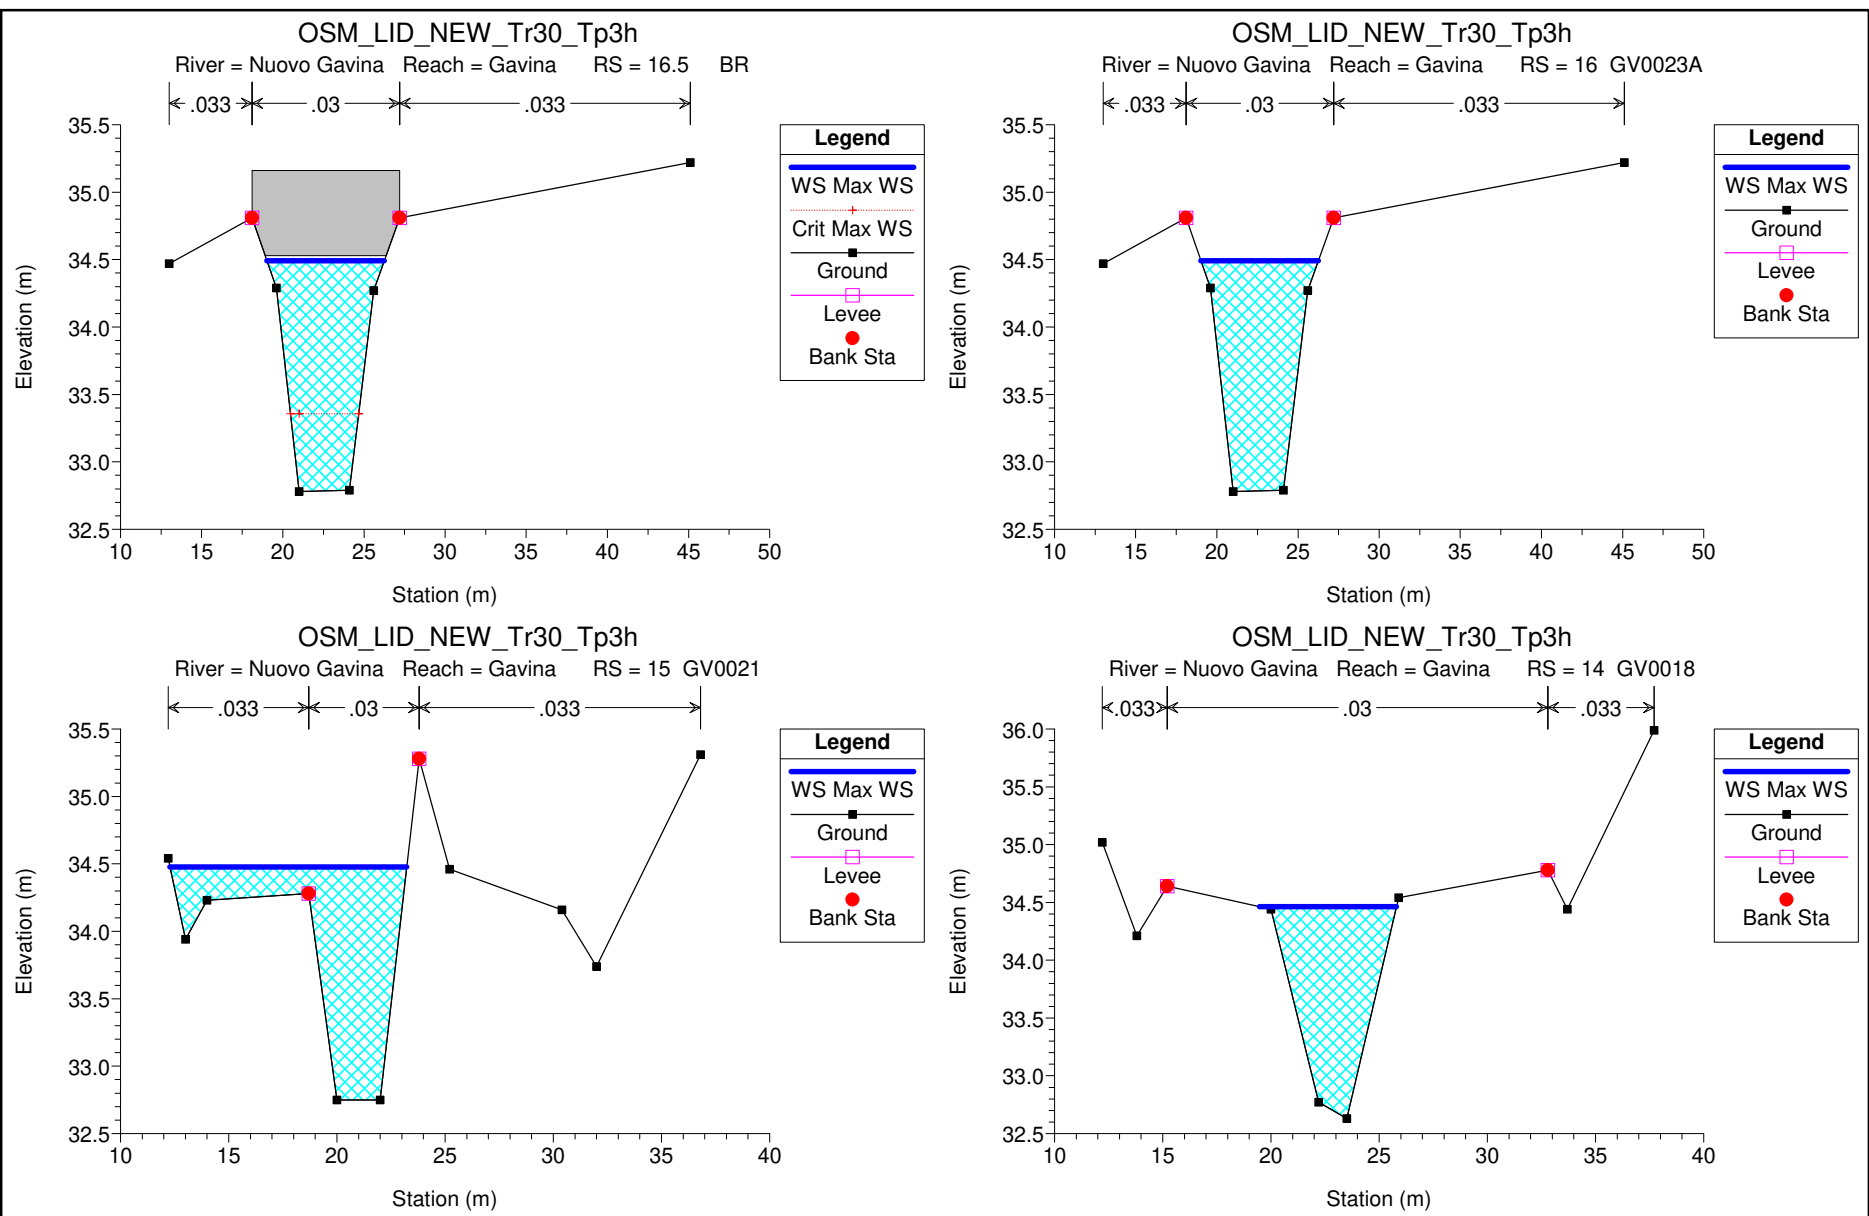 OSM_LID_NEW_Tr30_Tp3h
River = Nuovo Gavina Reach = Gavina RS = 16.5 BR
.033 .03 .033
35.5
35.0
34.5
34.0
33.5
33.0
32.5
10 15 20 25 30 35 40 45 50
Elevation (m)
Station (m)
Legend
WS Max WS
Crit Max WS
Ground
Levee
Bank Sta
OSM_LID_NEW_Tr30_Tp3h
River = Nuovo Gavina Reach = Gavina RS = 16 GV0023A
.033 .03 .033
35.5
35.0
34.5
34.0
33.5
33.0
32.5
10 15 20 25 30 35 40 45 50
Elevation (m)
Station (m)
Legend
WS Max WS
Ground
Levee
Bank Sta
OSM_LID_NEW_Tr30_Tp3h
River = Nuovo Gavina Reach = Gavina RS = 15 GV0021
.033 .03 .033
35.5
35.0
34.5
34.0
33.5
33.0
32.5
10 15 20 25 30 35 40
Elevation (m)
Station (m)
Legend
WS Max WS
Ground
Levee
Bank Sta
OSM_LID_NEW_Tr30_Tp3h
River = Nuovo Gavina Reach = Gavina RS = 14 GV0018
.033 .03 .033
36.0
35.5
35.0
34.5
34.0
33.5
33.0
32.5
10 15 20 25 30 35 40
Elevation (m)
Station (m)
Legend
WS Max WS
Ground
Levee
Bank Sta